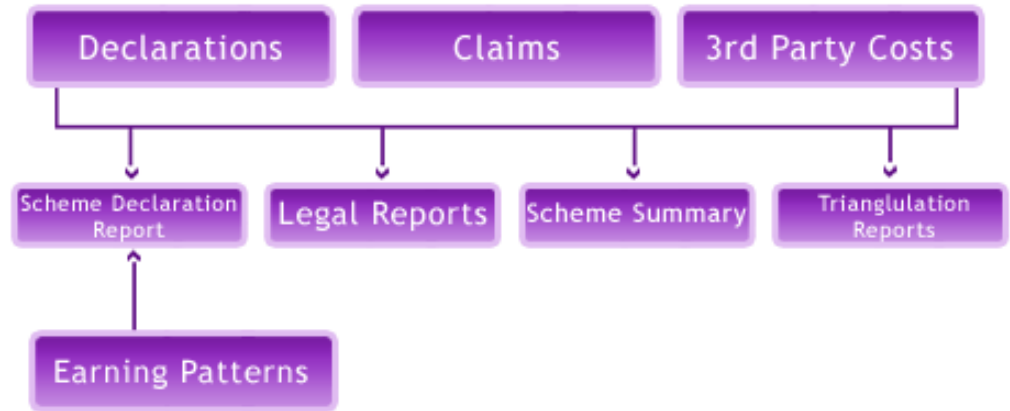 Declarations
Claims
3rd Party Costs
Scheme Declaration
Report
Legal Reports
Scheme Summary
Trianglulation
Reports
Earning Patterns